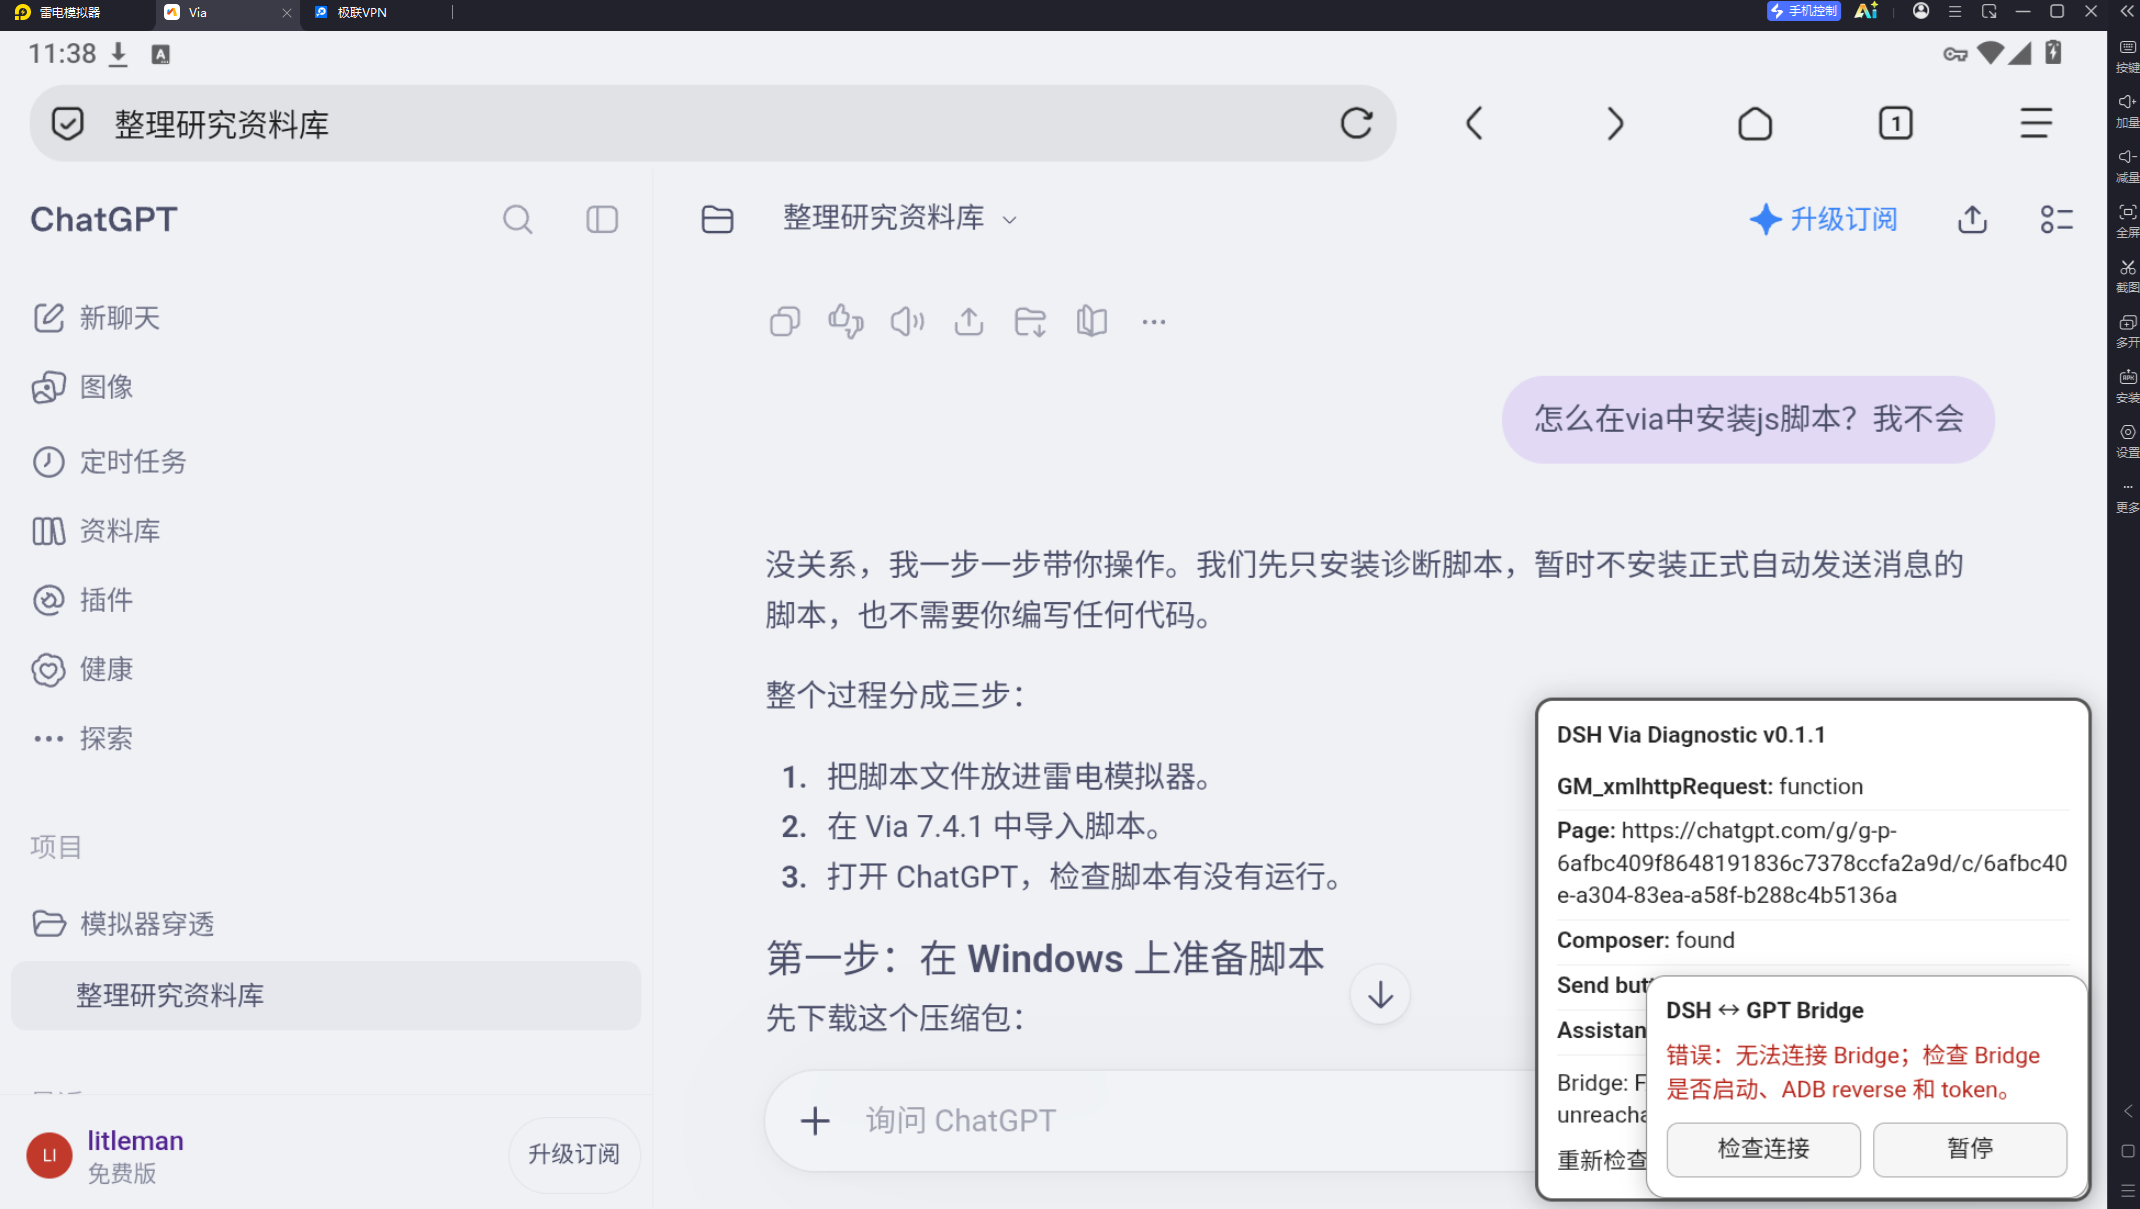 雷电模拟器
Via
极联VPN
手机控制
11:38
整理研究资料库
1
ChatGPT
整理研究资料库
升级订阅
新聊天
图像
定时任务
资料库
插件
健康
探索
项目
模拟器穿透
整理研究资料库
LI
litleman
免费版
升级订阅
怎么在via中安装js脚本？我不会
没关系，我一步一步带你操作。我们先只安装诊断脚本，暂时不安装正式自动发送消息的
脚本，也不需要你编写任何代码。
整个过程分成三步：
1. 把脚本文件放进雷电模拟器。
2. 在 Via 7.4.1 中导入脚本。
3. 打开 ChatGPT，检查脚本有没有运行。
第一步：在 Windows 上准备脚本
先下载这个压缩包：
询问 ChatGPT
DSH Via Diagnostic v0.1.1
GM_xmlhttpRequest: function
Page: https://chatgpt.com/g/g-p-
6afbc409f8648191836c7378ccfa2a9d/c/6afbc40
e-a304-83ea-a58f-b288c4b5136a
Composer: found
Send but
Assistan
Bridge: F
unreacha
重新检查
DSH ↔ GPT Bridge
错误：无法连接 Bridge；检查 Bridge
是否启动、ADB reverse 和 token。
检查连接
暂停
按键
加量
减量
全屏
截图
多开
安装
设置
更多